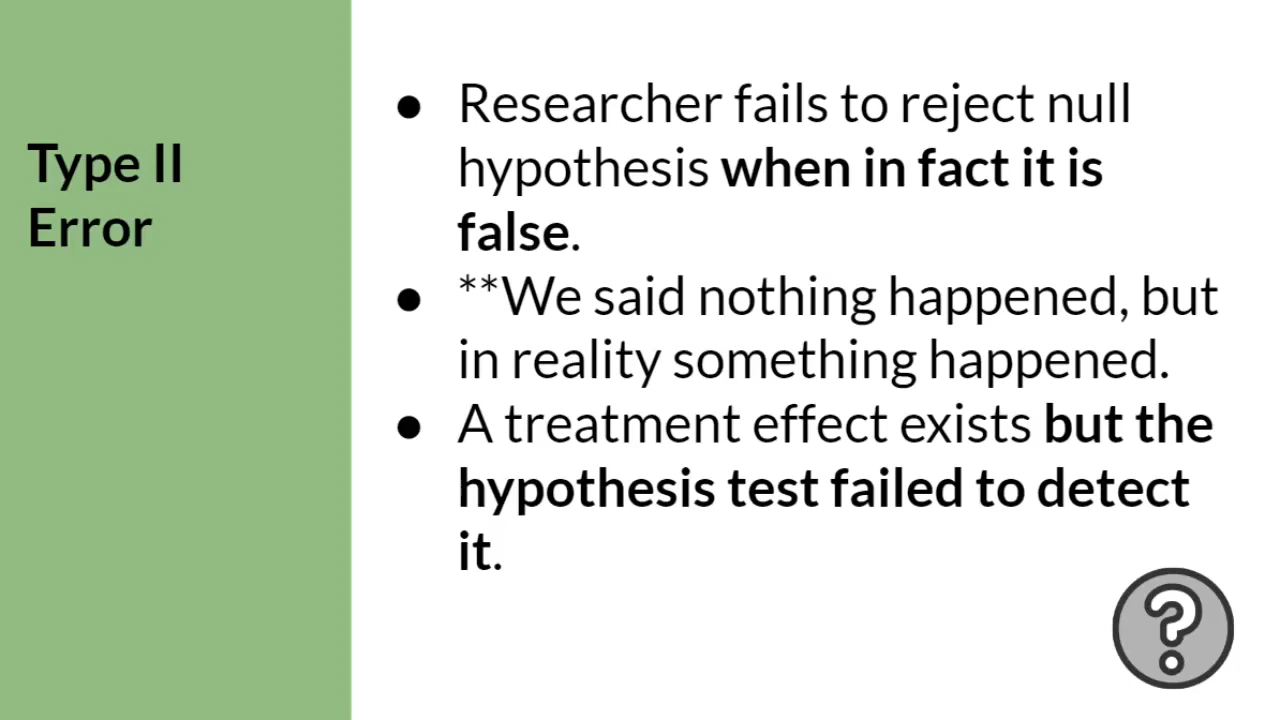 Type II
Error
● Researcher fails to reject null
hypothesis when in fact it is
false.
● **We said nothing happened, but
in reality something happened.
● A treatment effect exists but the
hypothesis test failed to detect
it.
?